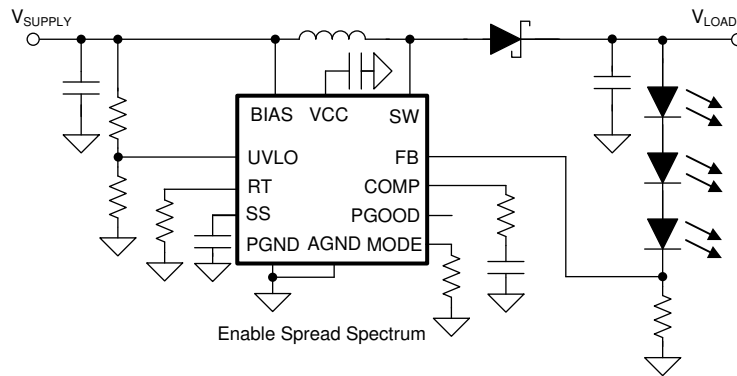 VSUPPLY
VLOAD
BIAS VCC SW
UVLO FB
RT COMP
SS PGOOD
PGND AGND MODE
Enable Spread Spectrum